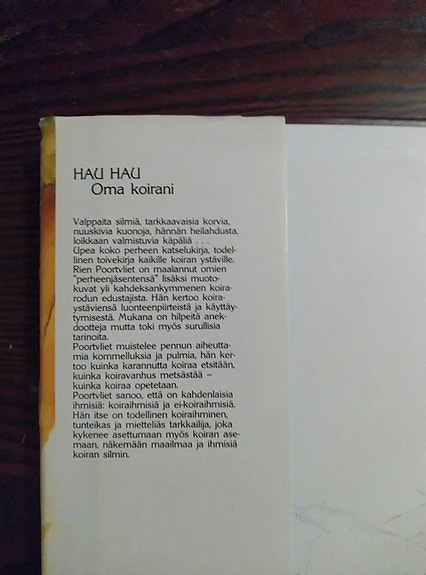 HAU HAU
Oma koirani
Valppaita silmiä, tarkkaavaisia korvia,
nuuskivia kuonoja, hännän heilahdusta,
loikkaan valmistuvia käpäliä . . .
Upea koko perheen katselukirja, todel-
linen toivekirja kaikille koiran ystäville.
Rien Poortvliet on maalannut omien
"perheenjäsentensä" lisäksi muoto-
kuvat yli kahdeksankymmenen koira-
rodun edustajista. Hän kertoo koira-
ystäviensä luonteenpiirteistä ja käyttäy-
tymisestä. Mukana on hilpeitä anek-
dootteja mutta toki myös surullisia
tarinoita.
Poortvliet muistelee pennun aiheutta-
mia kommelluksia ja pulmia, hän ker-
too kuinka karannutta koiraa etsitään,
kuinka koiravanhus metsästää –
kuinka koiraa opetetaan.
Poortvliet sanoo, että on kahdenlaisia
ihmisiä: koiraihmisiä ja ei-koiraihmisiä.
Hän itse on todellinen koiraihminen,
tunteikas ja mietteliäs tarkkailija, joka
kykenee asettumaan myös koiran ase-
maan, näkemään maailmaa ja ihmisiä
koiran silmin.